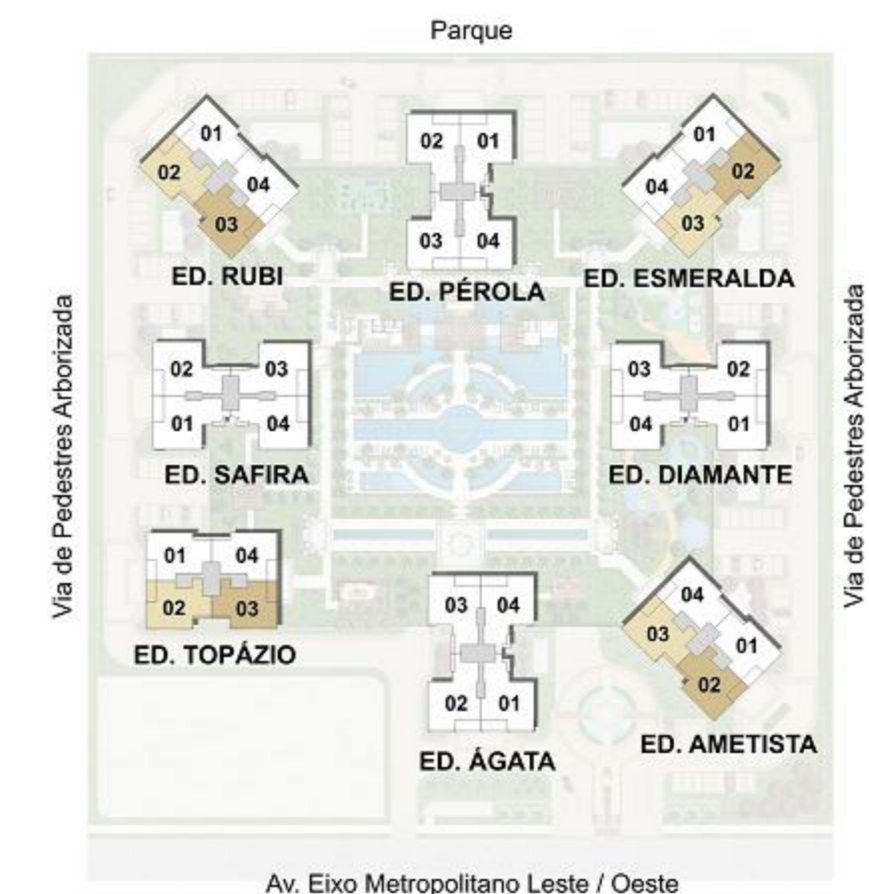 Parque
01
02
04
03
ED. RUBI
02 01
03 04
ED. PÉROLA
01
02
04
03
ED. ESMERALDA
Via de Pedestres Arborizada
02 03
01 04
ED. SAFIRA
03 02
04 01
ED. DIAMANTE
Via de Pedestres Arborizada
01 04
02 03
ED. TOPÁZIO
03 04
02 01
ED. ÁGATA
04
03
01
02
ED. AMETISTA
Av. Eixo Metropolitano Leste / Oeste